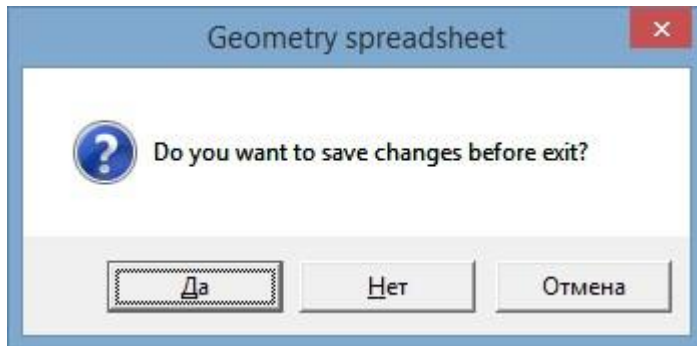 Geometry spreadsheet
Do you want to save changes before exit?
Да Нет Отмена